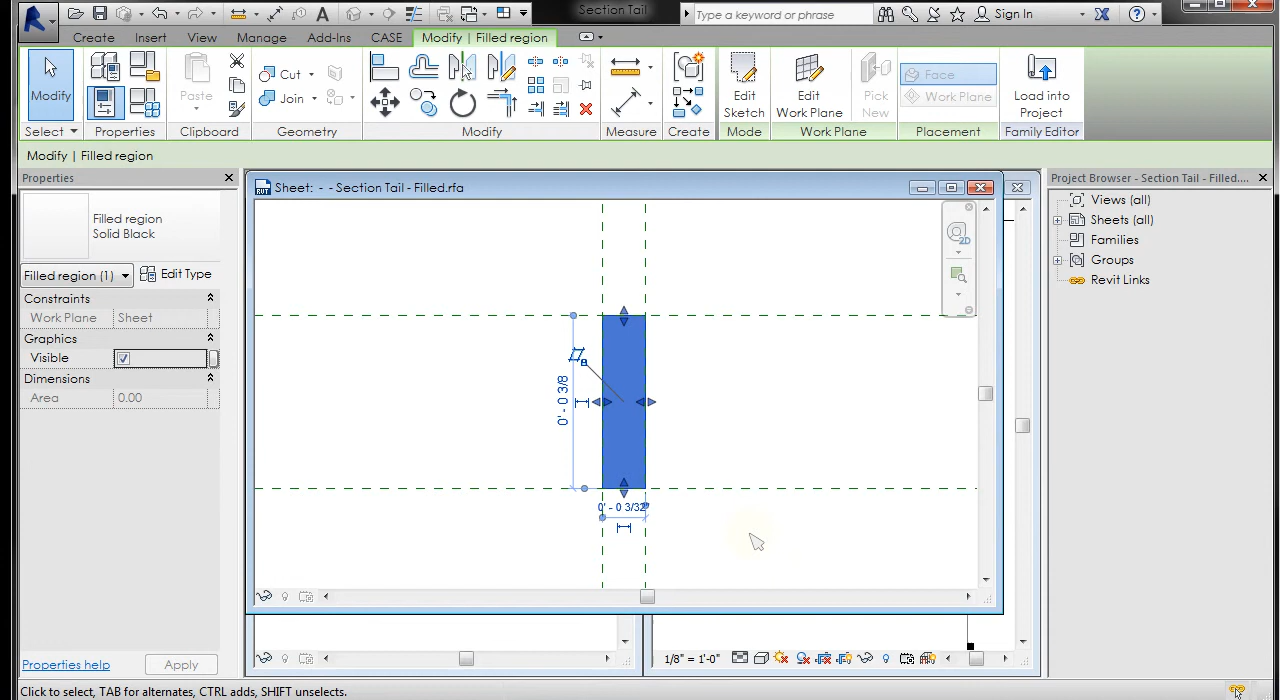 Section Tail
Type a keyword or phrase
Sign In
Create Insert View Manage Add-Ins CASE Modify | Filled region
Modify
Paste
Cut
Join
Edit Sketch
Edit Work Plane
Pick New
Face
Work Plane
Load into Project
Select Properties Clipboard Geometry Modify Measure Create Mode Work Plane Placement Family Editor
Modify | Filled region
Properties
Filled region
Solid Black
Filled region (1)
Edit Type
Constraints
Work Plane Sheet
Graphics
Visible
Dimensions
Area 0.00
Properties help
Apply
Sheet: - - Section Tail - Filled.rfa
2D
0' - 0 3/8
0' - 0 3/32"
1/8" = 1'-0"
Project Browser - Section Tail - Filled....
Views (all)
Sheets (all)
Families
Groups
Revit Links
Click to select, TAB for alternates, CTRL adds, SHIFT unselects.